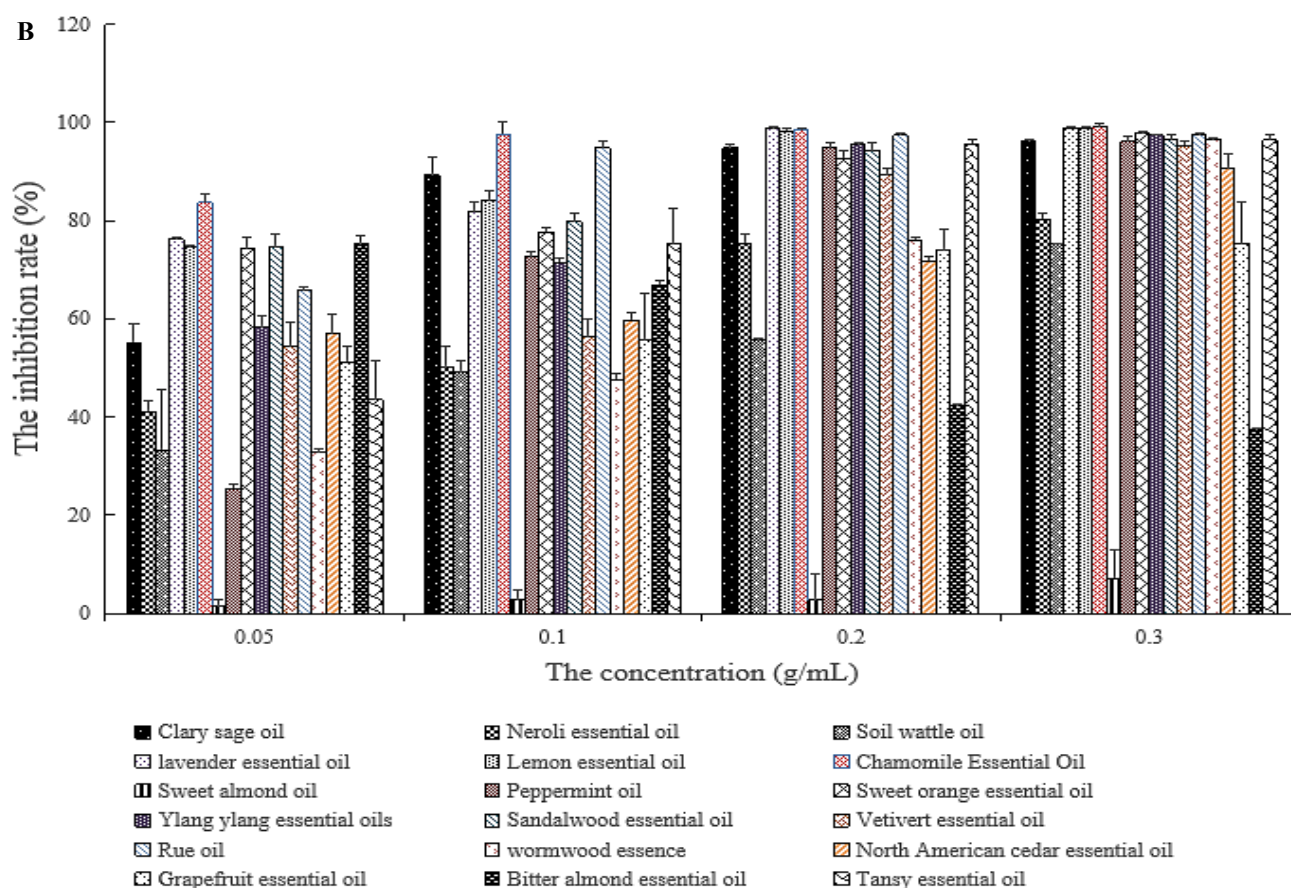 B
120
100
80
60
40
20
0
The inhibition rate (%)
0.05 0.1 0.2 0.3
The concentration (g/mL)
Clary sage oil Neroli essential oil Soil wattle oil
lavender essential oil Lemon essential oil Chamomile Essential Oil
Sweet almond oil Peppermint oil Sweet orange essential oil
Ylang ylang essential oils Sandalwood essential oil Vetivert essential oil
Rue oil wormwood essence North American cedar essential oil
Grapefruit essential oil Bitter almond essential oil Tansy essential oil